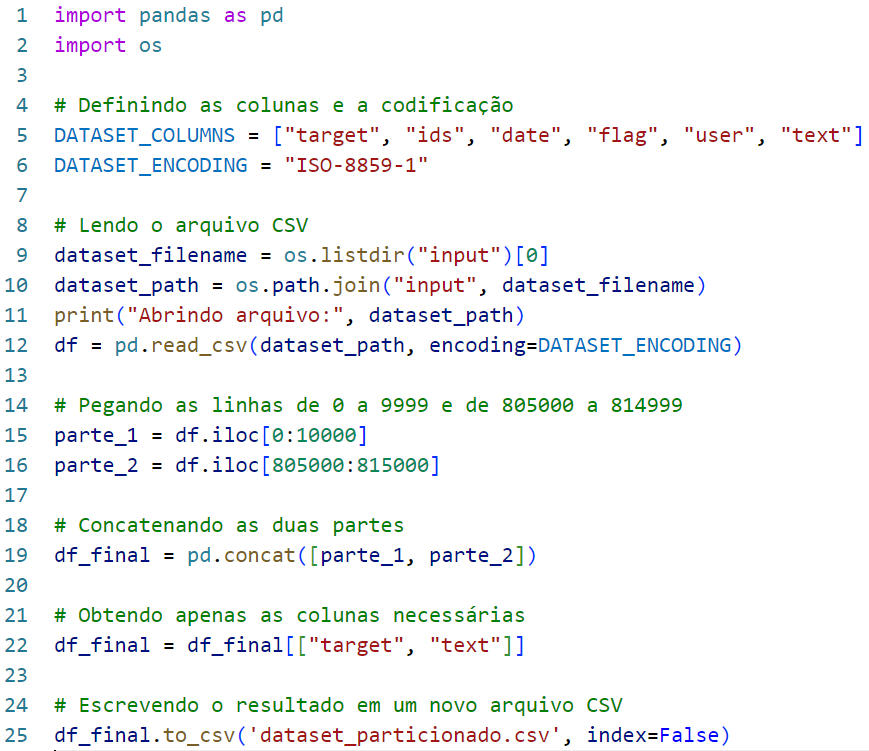 1 import pandas as pd
2 import os
3
4 # Definindo as colunas e a codificação
5 DATASET_COLUMNS = ["target", "ids", "date", "flag", "user", "text"]
6 DATASET_ENCODING = "ISO-8859-1"
7
8 # Lendo o arquivo CSV
9 dataset_filename = os.listdir("input")[0]
10 dataset_path = os.path.join("input", dataset_filename)
11 print("Abrindo arquivo:", dataset_path)
12 df = pd.read_csv(dataset_path, encoding=DATASET_ENCODING)
13
14 # Pegando as linhas de 0 a 9999 e de 805000 a 814999
15 parte_1 = df.iloc[0:10000]
16 parte_2 = df.iloc[805000:815000]
17
18 # Concatenando as duas partes
19 df_final = pd.concat([parte_1, parte_2])
20
21 # Obtendo apenas as colunas necessárias
22 df_final = df_final[["target", "text"]]
23
24 # Escrevendo o resultado em um novo arquivo CSV
25 df_final.to_csv('dataset_particionado.csv', index=False)